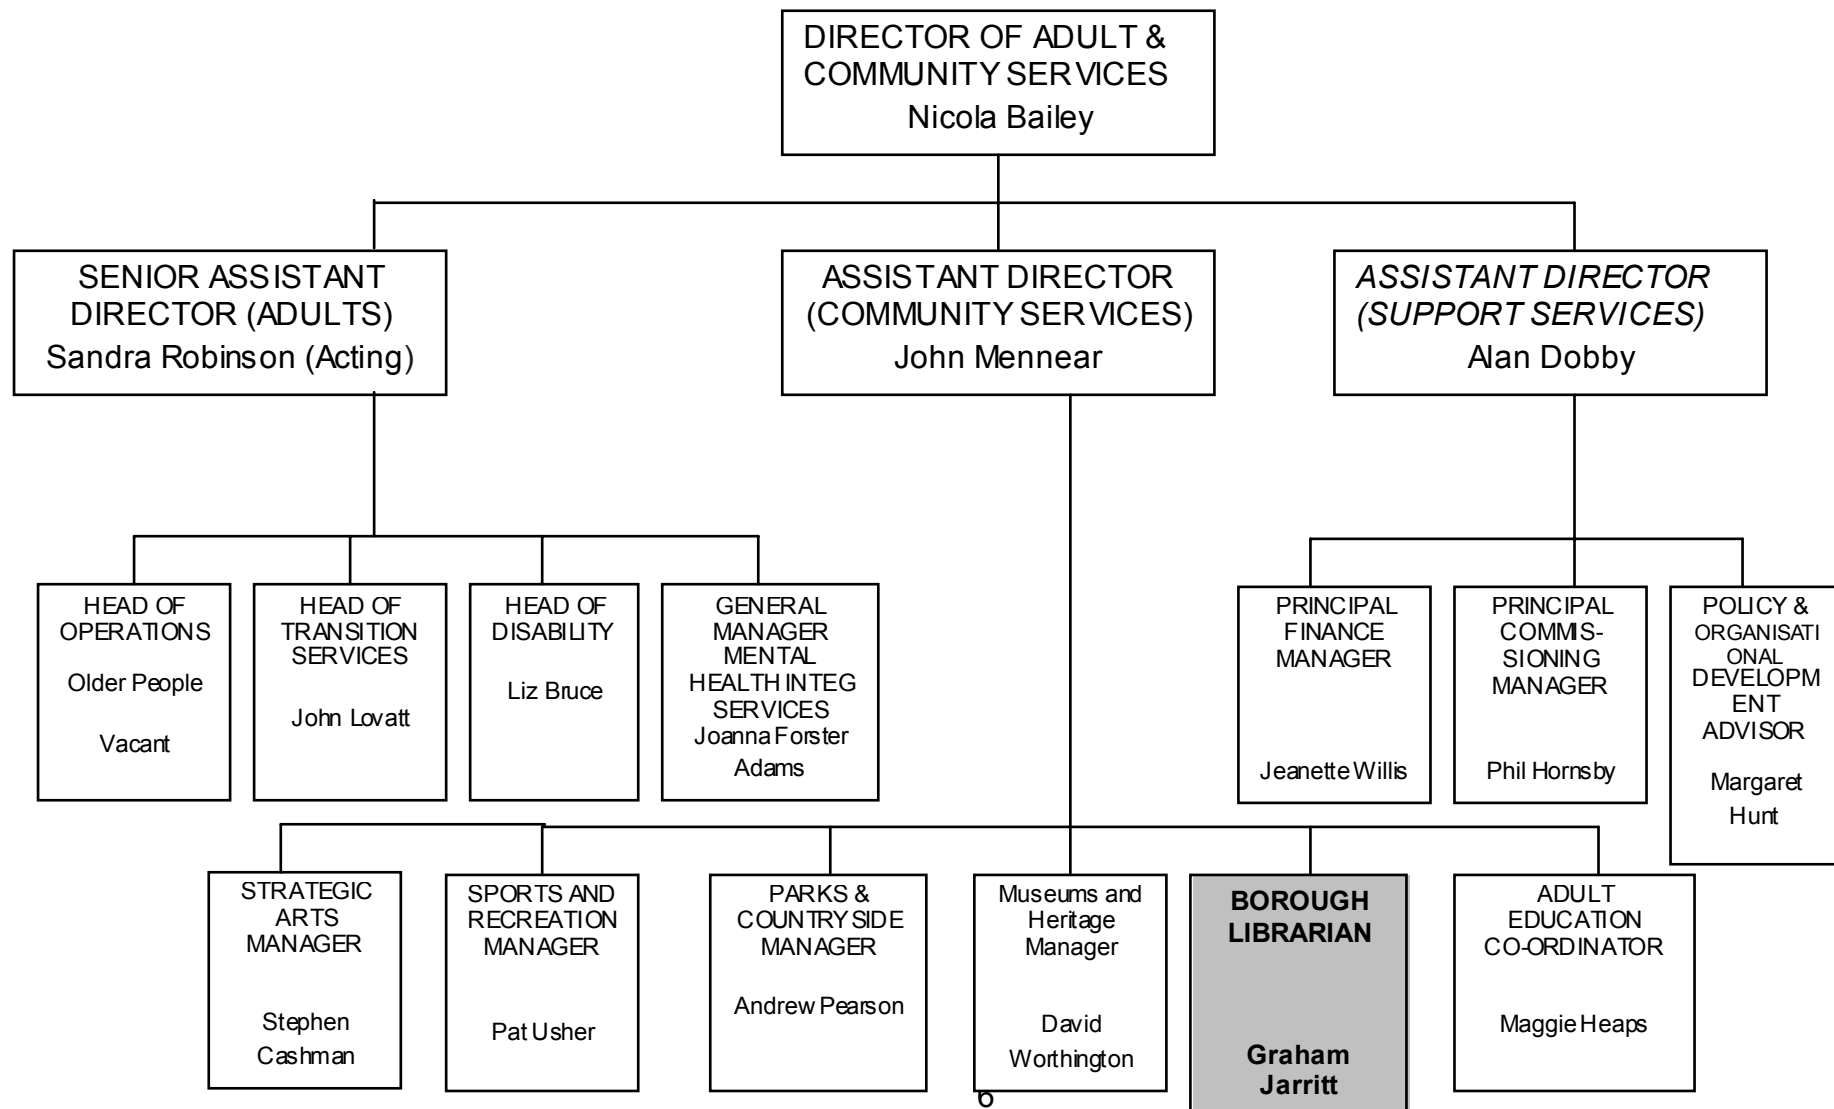 DIRECTOR OF ADULT &
COMMUNITY SERVICES
Nicola Bailey
SENIOR ASSISTANT
DIRECTOR (ADULTS)
Sandra Robinson (Acting)
ASSISTANT DIRECTOR
(COMMUNITY SERVICES)
John Mennear
ASSISTANT DIRECTOR
(SUPPORT SERVICES)
Alan Dobby
HEAD OF
OPERATIONS
Older People
Vacant
HEAD OF
TRANSITION
SERVICES
John Lovatt
HEAD OF
DISABILITY
Liz Bruce
GENERAL
MANAGER
MENTAL
HEALTH INTEG
SERVICES
Joanna Forster
Adams
PRINCIPAL
FINANCE
MANAGER
Jeanette Willis
PRINCIPAL
COMMIS-
SIONING
MANAGER
Phil Hornsby
POLICY &
ORGANISATI
ONAL
DEVELOPM
ENT
ADVISOR
Margaret
Hunt
STRATEGIC
ARTS
MANAGER
Stephen
Cashman
SPORTS AND
RECREATION
MANAGER
Pat Usher
PARKS &
COUNTRYSIDE
MANAGER
Andrew Pearson
Museums and
Heritage
Manager
David
Worthington
BOROUGH
LIBRARIAN
Graham
Jarritt
ADULT
EDUCATION
CO-ORDINATOR
Maggie Heaps
6